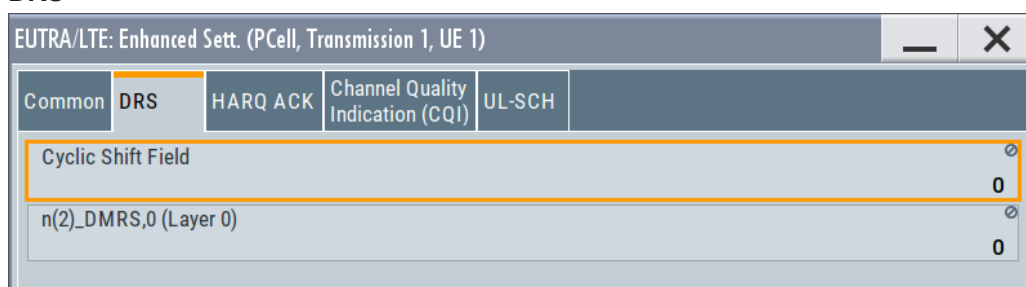 EUTRA/LTE: Enhanced Sett. (PCell, Transmission 1, UE 1)
Common DRS HARQ ACK Channel Quality Indication (CQI) UL-SCH
Cyclic Shift Field
0
n(2)_DMRS,0 (Layer 0)
0